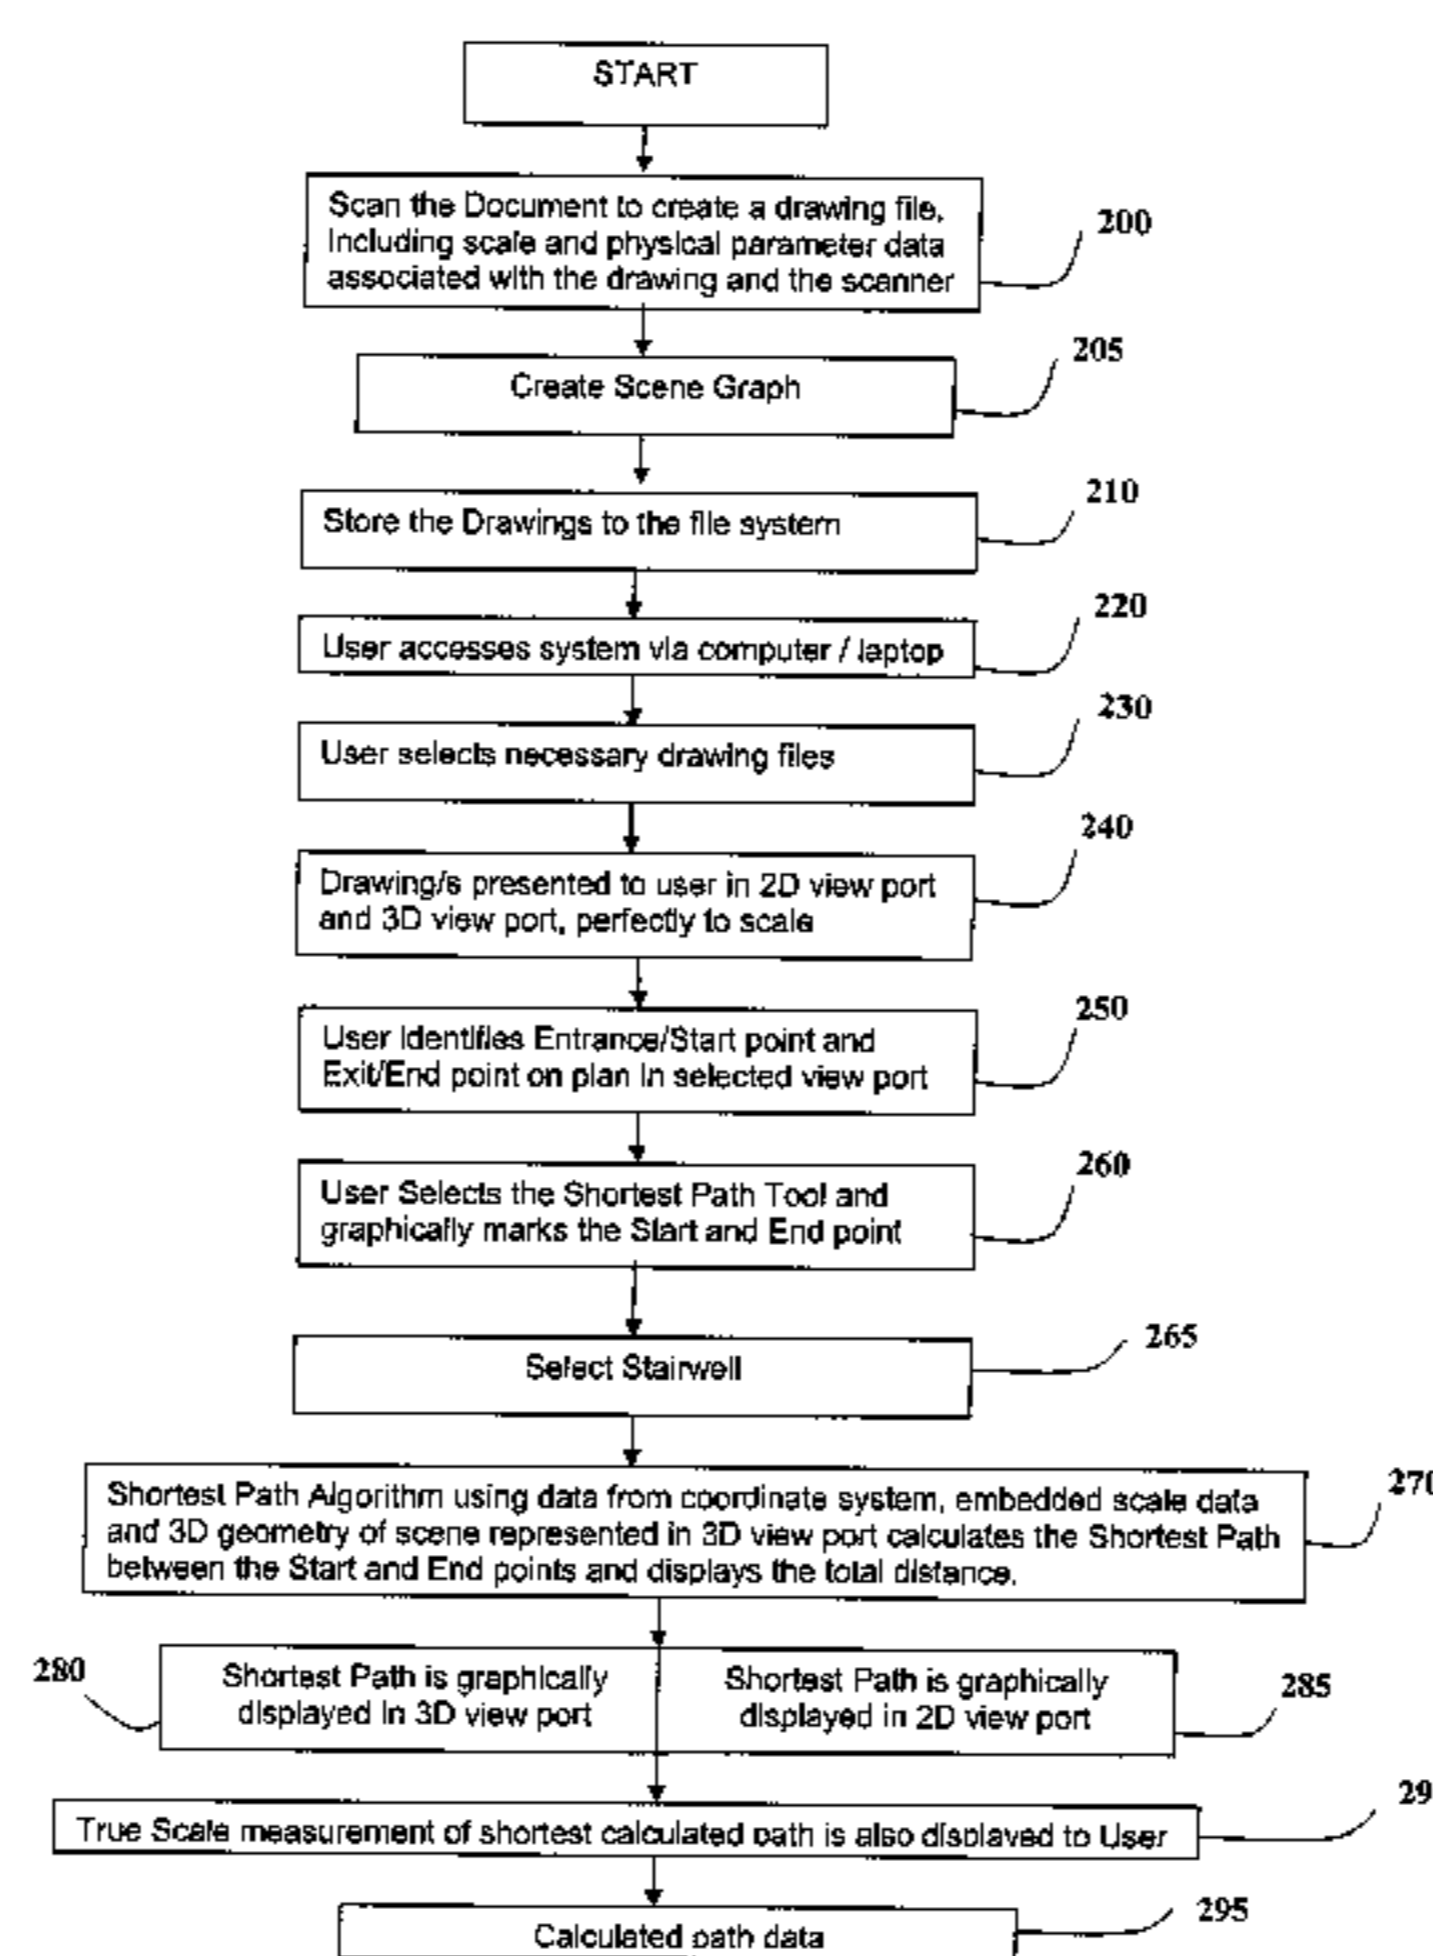 START
Scan the Document to create a drawing file,
including scale and physical parameter data
associated with the drawing and the scanner
200
Create Scene Graph
205
Store the Drawings to the file system
210
User accesses system via computer / laptop
220
User selects necessary drawing files
230
Drawing/s presented to user in 2D view port
and 3D view port, perfectly to scale
240
User identifies Entrance/Start point and
Exit/End point on plan in selected view port
250
User Selects the Shortest Path Tool and
graphically marks the Start and End point
260
Select Stairwell
265
Shortest Path Algorithm using data from coordinate system, embedded scale data
and 3D geometry of scene represented in 3D view port calculates the Shortest Path
between the Start and End points and displays the total distance.
270
280
Shortest Path is graphically
displayed in 3D view port
Shortest Path is graphically
displayed in 2D view port
285
True Scale measurement of shortest calculated path is also displayed to User
29
Calculated path data
295